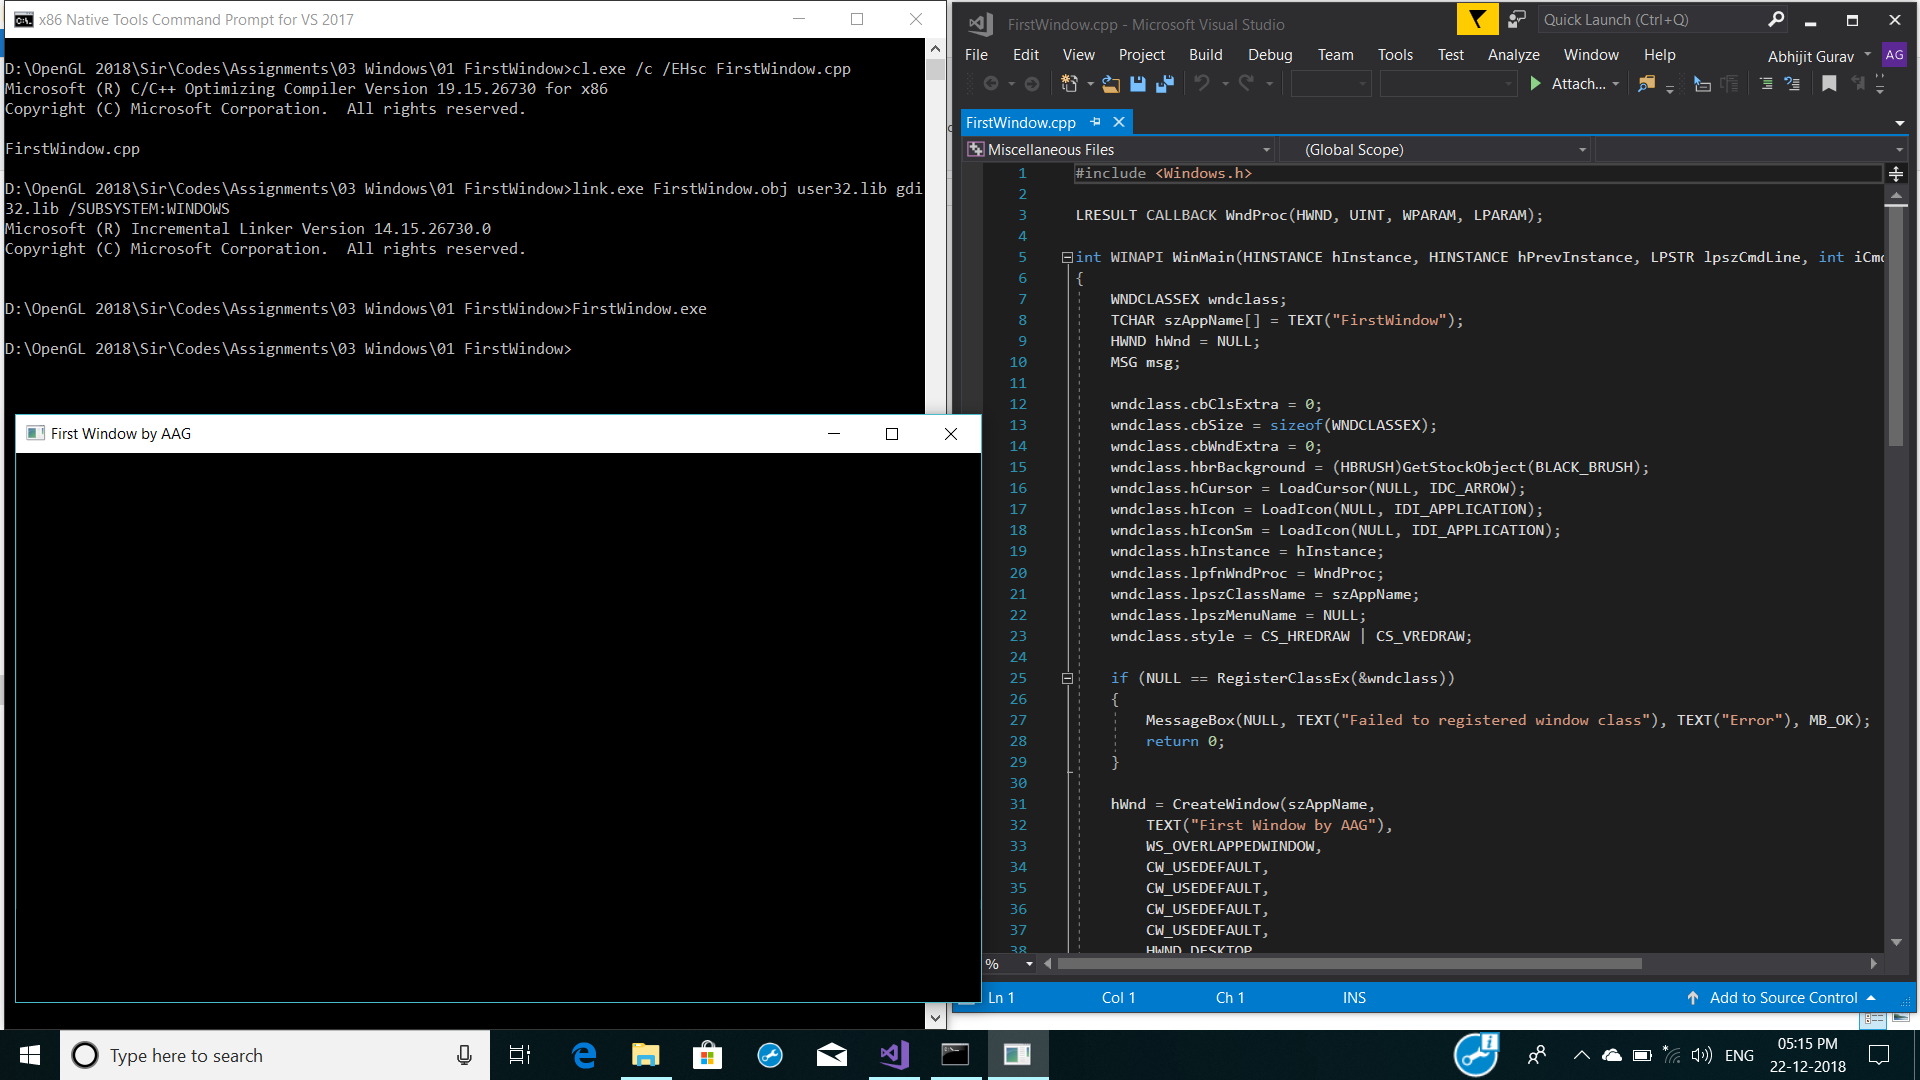 x86 Native Tools Command Prompt for VS 2017
D:\OpenGL 2018\Sir\Codes\Assignments\03 Windows\01 FirstWindow>cl.exe /c /EHsc FirstWindow.cpp
Microsoft (R) C/C++ Optimizing Compiler Version 19.15.26730 for x86
Copyright (C) Microsoft Corporation.  All rights reserved.
FirstWindow.cpp
D:\OpenGL 2018\Sir\Codes\Assignments\03 Windows\01 FirstWindow>link.exe FirstWindow.obj user32.lib gdi
32.lib /SUBSYSTEM:WINDOWS
Microsoft (R) Incremental Linker Version 14.15.26730.0
Copyright (C) Microsoft Corporation.  All rights reserved.
D:\OpenGL 2018\Sir\Codes\Assignments\03 Windows\01 FirstWindow>FirstWindow.exe
D:\OpenGL 2018\Sir\Codes\Assignments\03 Windows\01 FirstWindow>
First Window by AAG
FirstWindow.cpp - Microsoft Visual Studio
Quick Launch (Ctrl+Q)
File Edit View Project Build Debug Team Tools Test Analyze Window Help
Abhijit Gurav AG
Attach...
FirstWindow.cpp
Miscellaneous Files (Global Scope)
1 #include <Windows.h>
2
3 LRESULT CALLBACK WndProc(HWND, UINT, WPARAM, LPARAM);
4
5 int WINAPI WinMain(HINSTANCE hInstance, HINSTANCE hPrevInstance, LPSTR lpszCmdLine, int iCmd
6 {
7 WNDCLASSEX wndclass;
8 TCHAR szAppName[] = TEXT("FirstWindow");
9 HWND hWnd = NULL;
10 MSG msg;
11
12 wndclass.cbClsExtra = 0;
13 wndclass.cbSize = sizeof(WNDCLASSEX);
14 wndclass.cbWndExtra = 0;
15 wndclass.hbrBackground = (HBRUSH)GetStockObject(BLACK_BRUSH);
16 wndclass.hCursor = LoadCursor(NULL, IDC_ARROW);
17 wndclass.hIcon = LoadIcon(NULL, IDI_APPLICATION);
18 wndclass.hIconSm = LoadIcon(NULL, IDI_APPLICATION);
19 wndclass.hInstance = hInstance;
20 wndclass.lpfnWndProc = WndProc;
21 wndclass.lpszClassName = szAppName;
22 wndclass.lpszMenuName = NULL;
23 wndclass.style = CS_HREDRAW | CS_VREDRAW;
24
25 if (NULL == RegisterClassEx(&wndclass))
26 {
27 MessageBox(NULL, TEXT("Failed to registered window class"), TEXT("Error"), MB_OK);
28 return 0;
29 }
30
31 hWnd = CreateWindow(szAppName,
32 TEXT("First Window by AAG"),
33 WS_OVERLAPPEDWINDOW,
34 CW_USEDEFAULT,
35 CW_USEDEFAULT,
36 CW_USEDEFAULT,
37 CW_USEDEFAULT,
38 HWND_DESKTOP,
%
Ln 1 Col 1 Ch 1 INS Add to Source Control
Type here to search
ENG
05:15 PM
22-12-2018